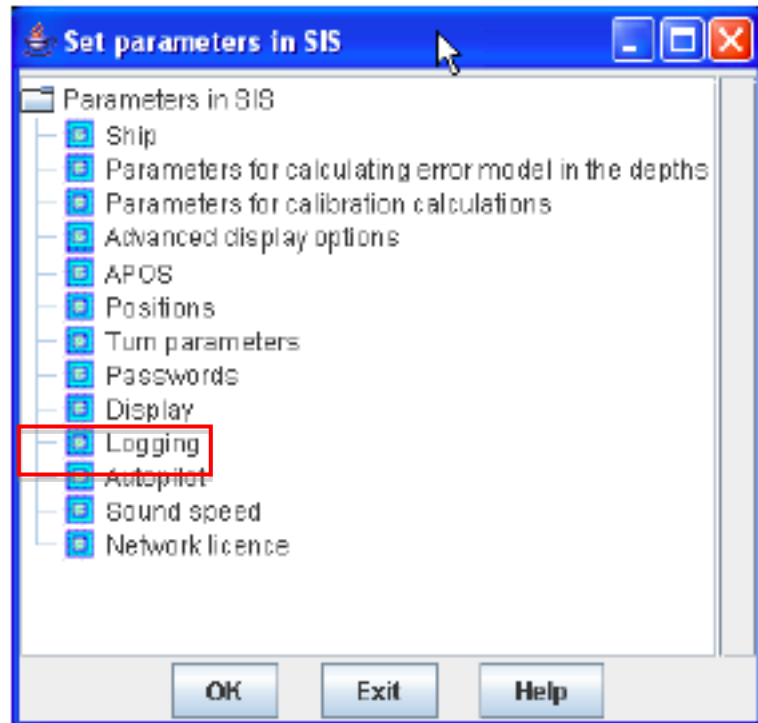 Set parameters in SIS
Parameters in SIS
Ship
Parameters for calculating error model in the depths
Parameters for calibration calculations
Advanced display options
APOS
Positions
Turn parameters
Passwords
Display
Logging
Autopilot
Sound speed
Network licence
OK Exit Help